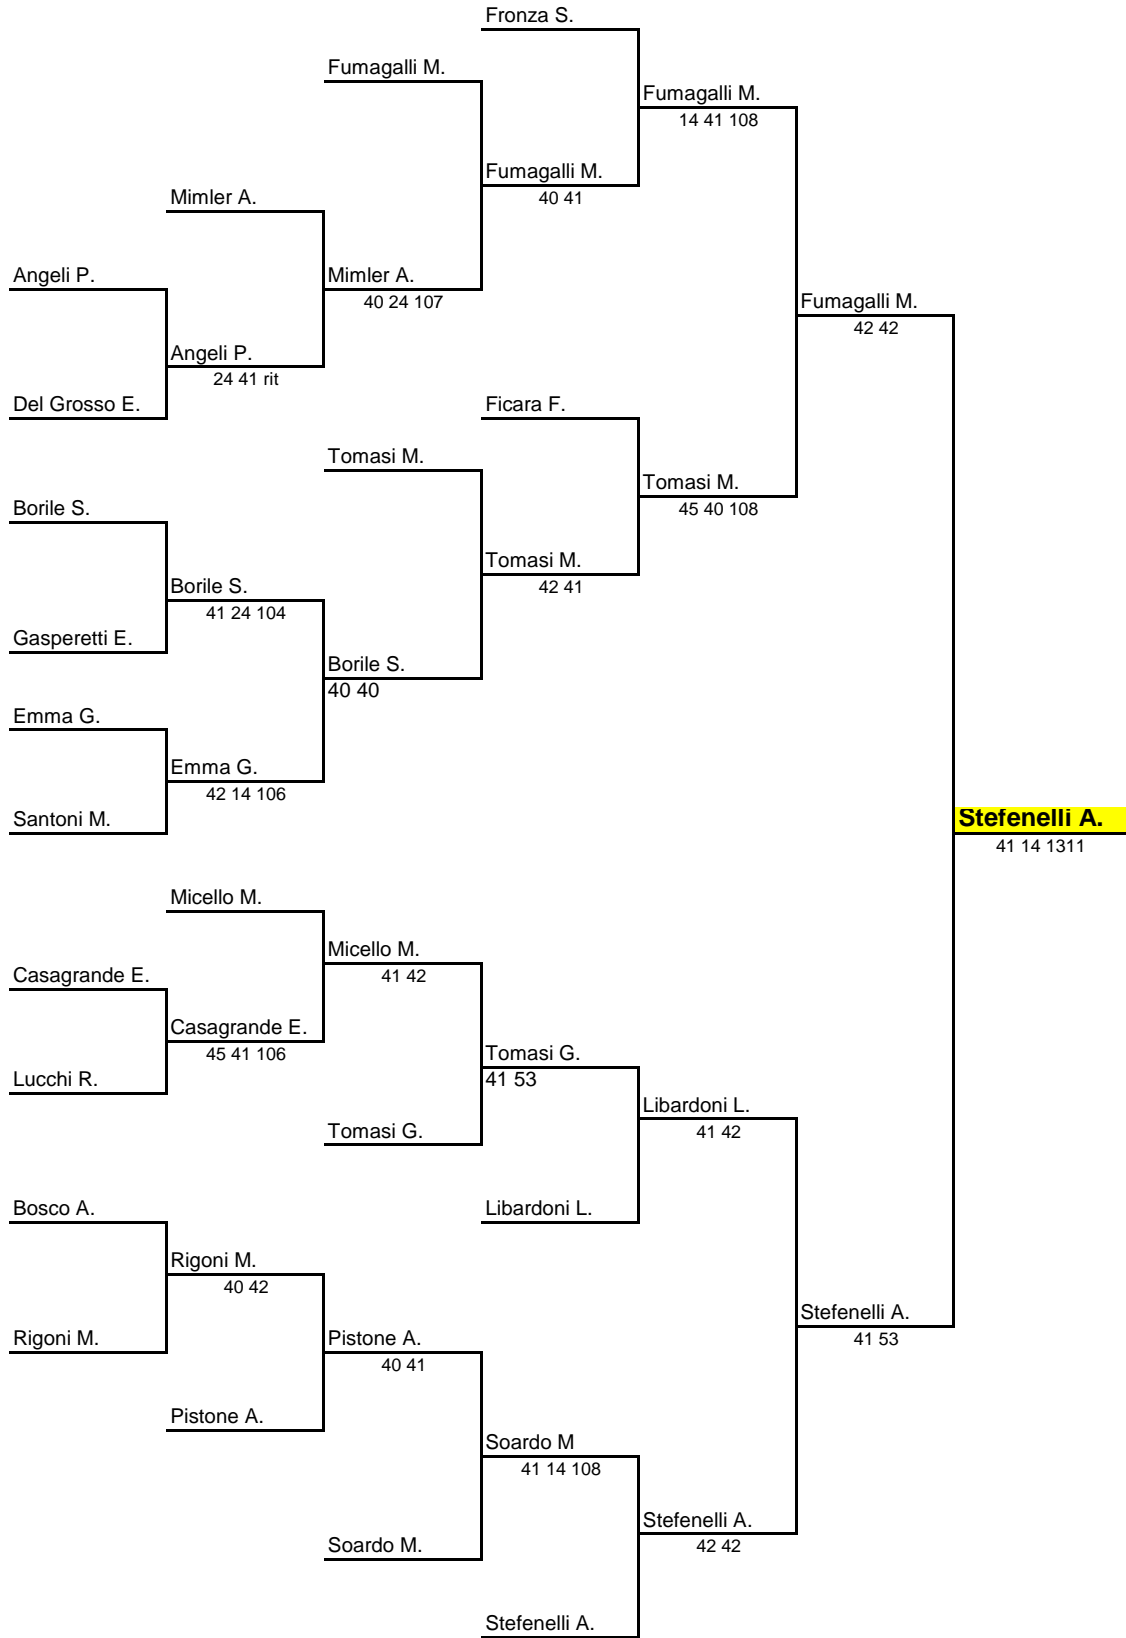 Fronza S.
Fumagalli M.
Fumagalli M.
14 41 108
Fumagalli M.
40 41
Mimler A.
Angeli P.
Mimler A.
40 24 107
Fumagalli M.
42 42
Angeli P.
24 41 rit
Del Grosso E.
Ficara F.
Tomasi M.
Tomasi M.
45 40 108
Borile S.
Tomasi M.
42 41
Borile S.
41 24 104
Gasperetti E.
Borile S.
40 40
Emma G.
Emma G.
42 14 106
Santoni M.
Stefenelli A.
41 14 1311
Micello M.
Micello M.
41 42
Casagrande E.
Casagrande E.
45 41 106
Tomasi G.
41 53
Lucchi R.
Libardoni L.
41 42
Tomasi G.
Bosco A.
Libardoni L.
Rigoni M.
40 42
Stefenelli A.
41 53
Rigoni M.
Pistone A.
40 41
Pistone A.
Soardo M
41 14 108
Stefenelli A.
42 42
Soardo M.
Stefenelli A.